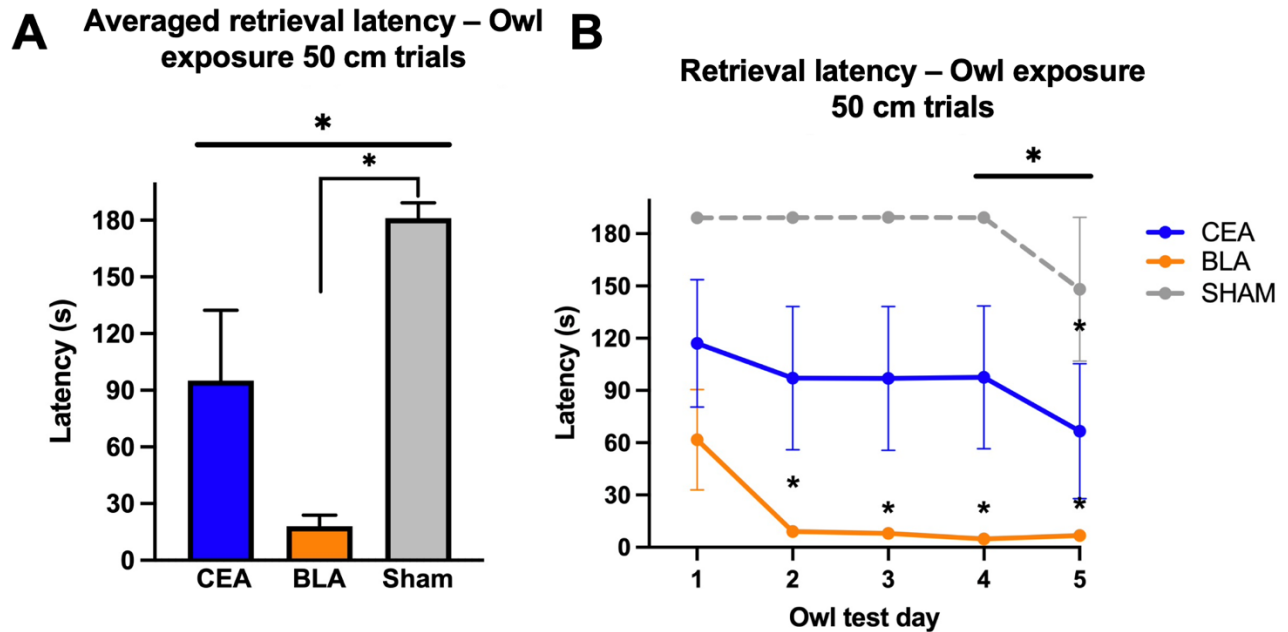 A
Averaged retrieval latency – Owl
exposure 50 cm trials
*
*
Latency (s)
180
150
120
90
60
30
0
CEA BLA Sham
B
Retrieval latency – Owl exposure
50 cm trials
*
Latency (s)
180
150
120
90
60
30
0
*
*
*
*
*
1 2 3 4 5
Owl test day
CEA
BLA
SHAM